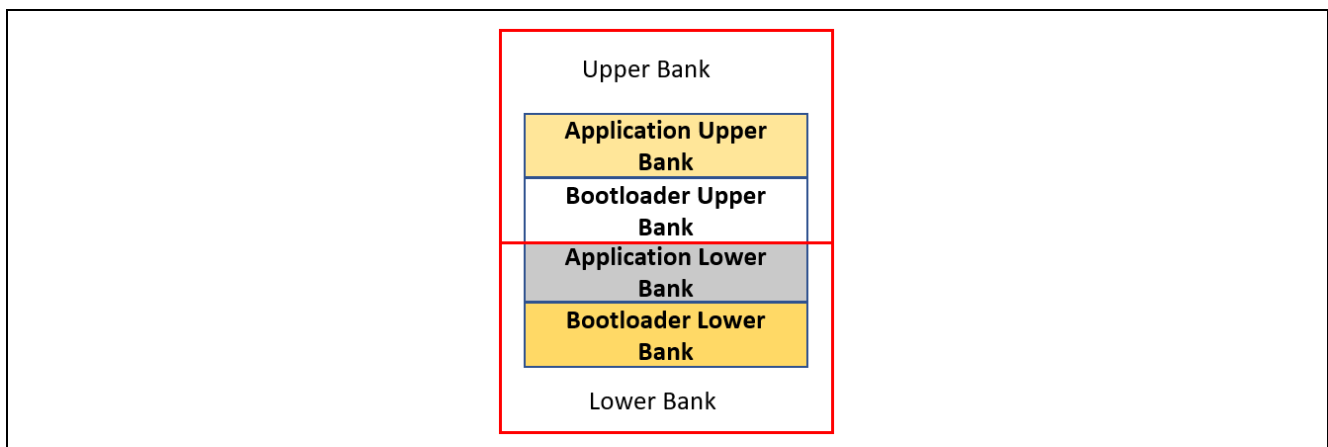 Upper Bank
Application Upper
Bank
Bootloader Upper
Bank
Application Lower
Bank
Bootloader Lower
Bank
Lower Bank